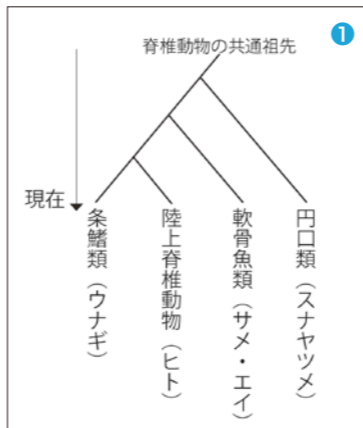 脊椎動物の共通祖先
❶
現在
条鰭類（ウナギ）
陸上脊椎動物（ヒト）
軟骨魚類（サメ・エイ）
円口類（スナヤツメ）